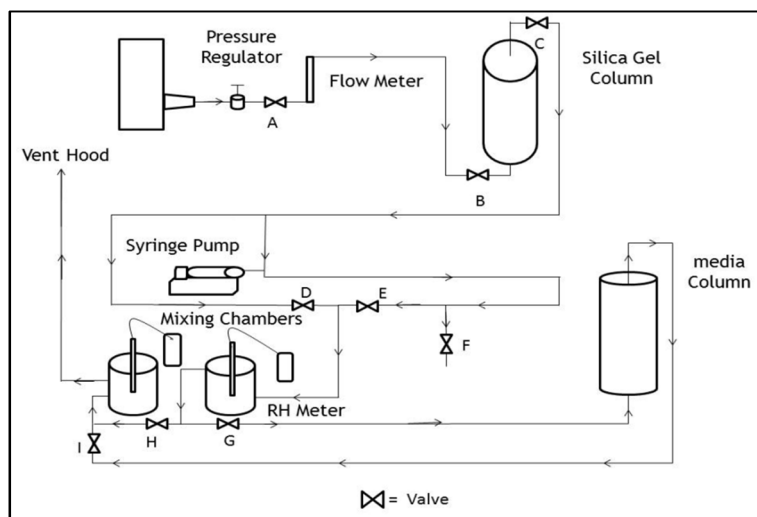 Pressure
Regulator
A
Flow Meter
C
Silica Gel
Column
B
Vent Hood
Syringe Pump
media
Column
D
E
Mixing Chambers
F
RH Meter
H
G
I
= Valve